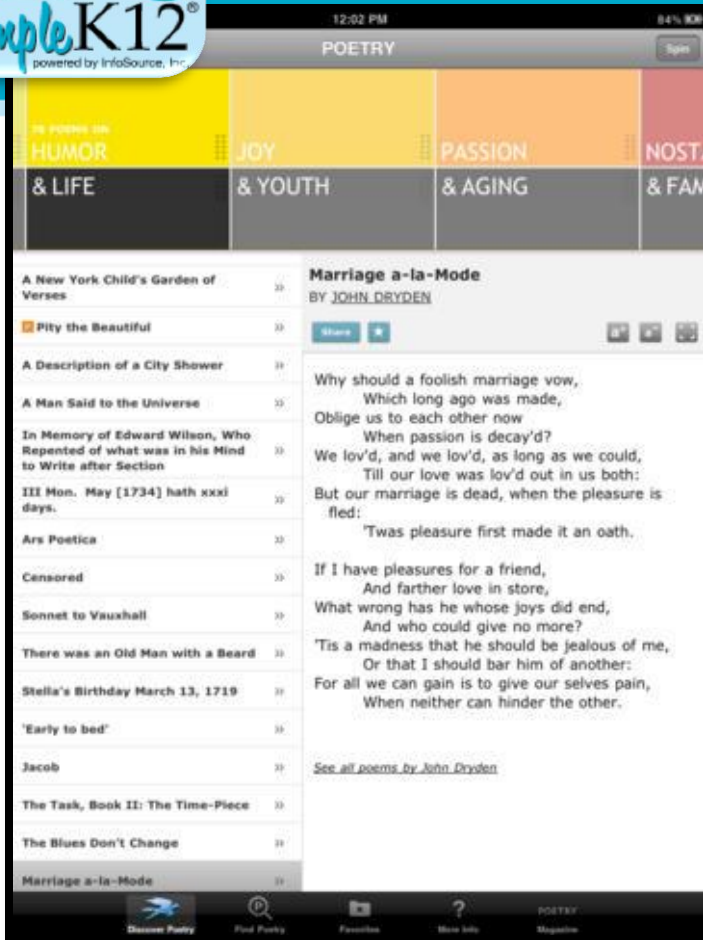 mpleK12®
powered by InfoSource, Inc.
12:02 PM
84%
POETRY
Spin
POEMS ON
HUMOR
JOY
PASSION
NOST
& LIFE
& YOUTH
& AGING
& FAM
A New York Child's Garden of
Verses
Pity the Beautiful
A Description of a City Shower
A Man Said to the Universe
In Memory of Edward Wilson, Who
Repented of what was in his Mind
to Write after Section
III Mon. May [1734] hath xxxi
days.
Ars Poetica
Censored
Sonnet to Vauxhall
There was an Old Man with a Beard
Stella's Birthday March 13, 1719
'Early to bed'
Jacob
The Task, Book II: The Time-Piece
The Blues Don't Change
Marriage a-la-Mode
Marriage a-la-Mode
BY JOHN DRYDEN
Share
Why should a foolish marriage vow,
Which long ago was made,
Oblige us to each other now
When passion is decay'd?
We lov'd, and we lov'd, as long as we could,
Till our love was lov'd out in us both:
But our marriage is dead, when the pleasure is
fled:
'Twas pleasure first made it an oath.
If I have pleasures for a friend,
And farther love in store,
What wrong has he whose joys did end,
And who could give no more?
'Tis a madness that he should be jealous of me,
Or that I should bar him of another:
For all we can gain is to give our selves pain,
When neither can hinder the other.
See all poems by John Dryden
Discover Poetry
Find Poetry
Favorites
More Info
POETRY
Magazine